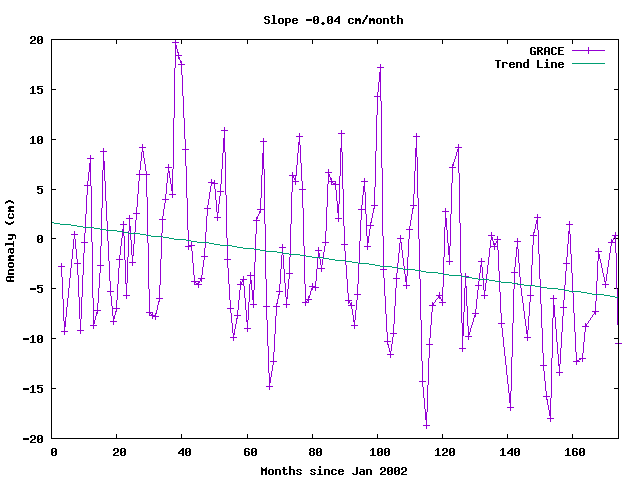 Slope -0.04 cm/month
GRACE
Trend Line
20
15
10
5
0
-5
-10
-15
-20
Anomaly (cm)
0 20 40 60 80 100 120 140 160
Months since Jan 2002